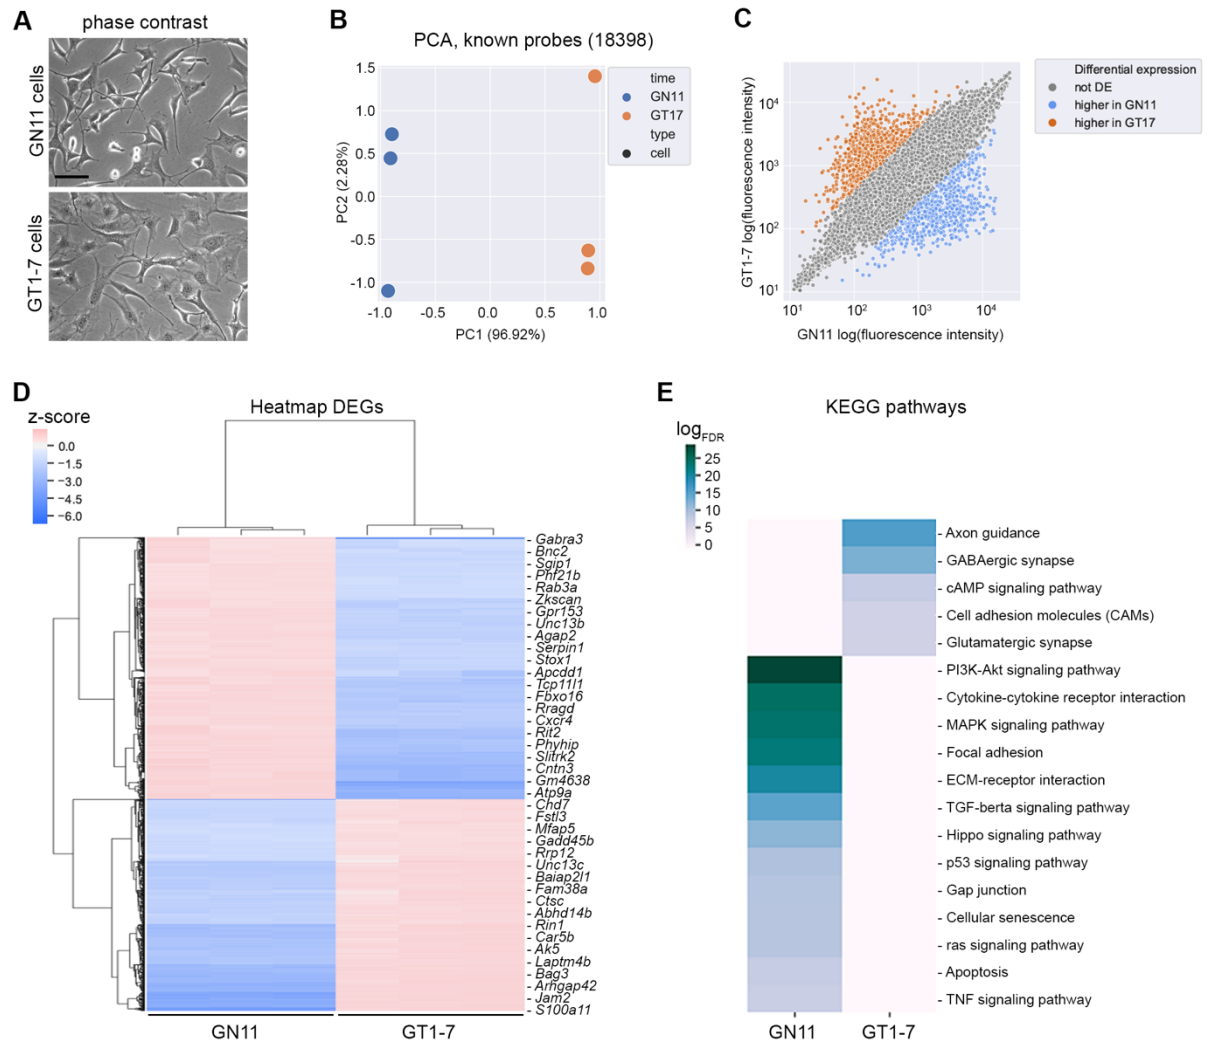 A
phase contrast
GN11 cells
GT1-7 cells
B
PCA, known probes (18398)
1.5
1.0
0.5
0.0
-0.5
-1.0
PC2 (2.28%)
-1.0
-0.5
0.0
0.5
1.0
PC1 (96.92%)
time
GN11
GT17
type
cell
C
GT1-7 log(fluorescence intensity)
10⁴
10³
10²
10¹
10¹
10²
10³
10⁴
GN11 log(fluorescence intensity)
Differential expression
not DE
higher in GN11
higher in GT17
D
Heatmap DEGs
z-score
0.0
−1.5
−3.0
−4.5
−6.0
- Gabra3
- Bnc2
- Sgip1
- Phf21b
- Rab3a
- Zkscan
- Gpr153
- Unc13b
- Agap2
- Serpin1
- Stox1
- Apcdd1
- Tcp11l1
- Fbxo16
- Rragd
- Cxcr4
- Rit2
- Phyhip
- Slitrk2
- Cntn3
- Gm4638
- Atp9a
- Chd7
- Fstl3
- Mfap5
- Gadd45b
- Rrp12
- Unc13c
- Baiap2l1
- Fam38a
- Ctsc
- Abhd14b
- Rin1
- Car5b
- Ak5
- Laptm4b
- Bag3
- Arhgap42
- Jam2
- S100a11
GN11
GT1-7
E
KEGG pathways
logFDR
25
20
15
10
5
0
- Axon guidance
- GABAergic synapse
- cAMP signaling pathway
- Cell adhesion molecules (CAMs)
- Glutamatergic synapse
- PI3K-Akt signaling pathway
- Cytokine-cytokine receptor interaction
- MAPK signaling pathway
- Focal adhesion
- ECM-receptor interaction
- TGF-berta signaling pathway
- Hippo signaling pathway
- p53 signaling pathway
- Gap junction
- Cellular senescence
- ras signaling pathway
- Apoptosis
- TNF signaling pathway
GN11
GT1-7